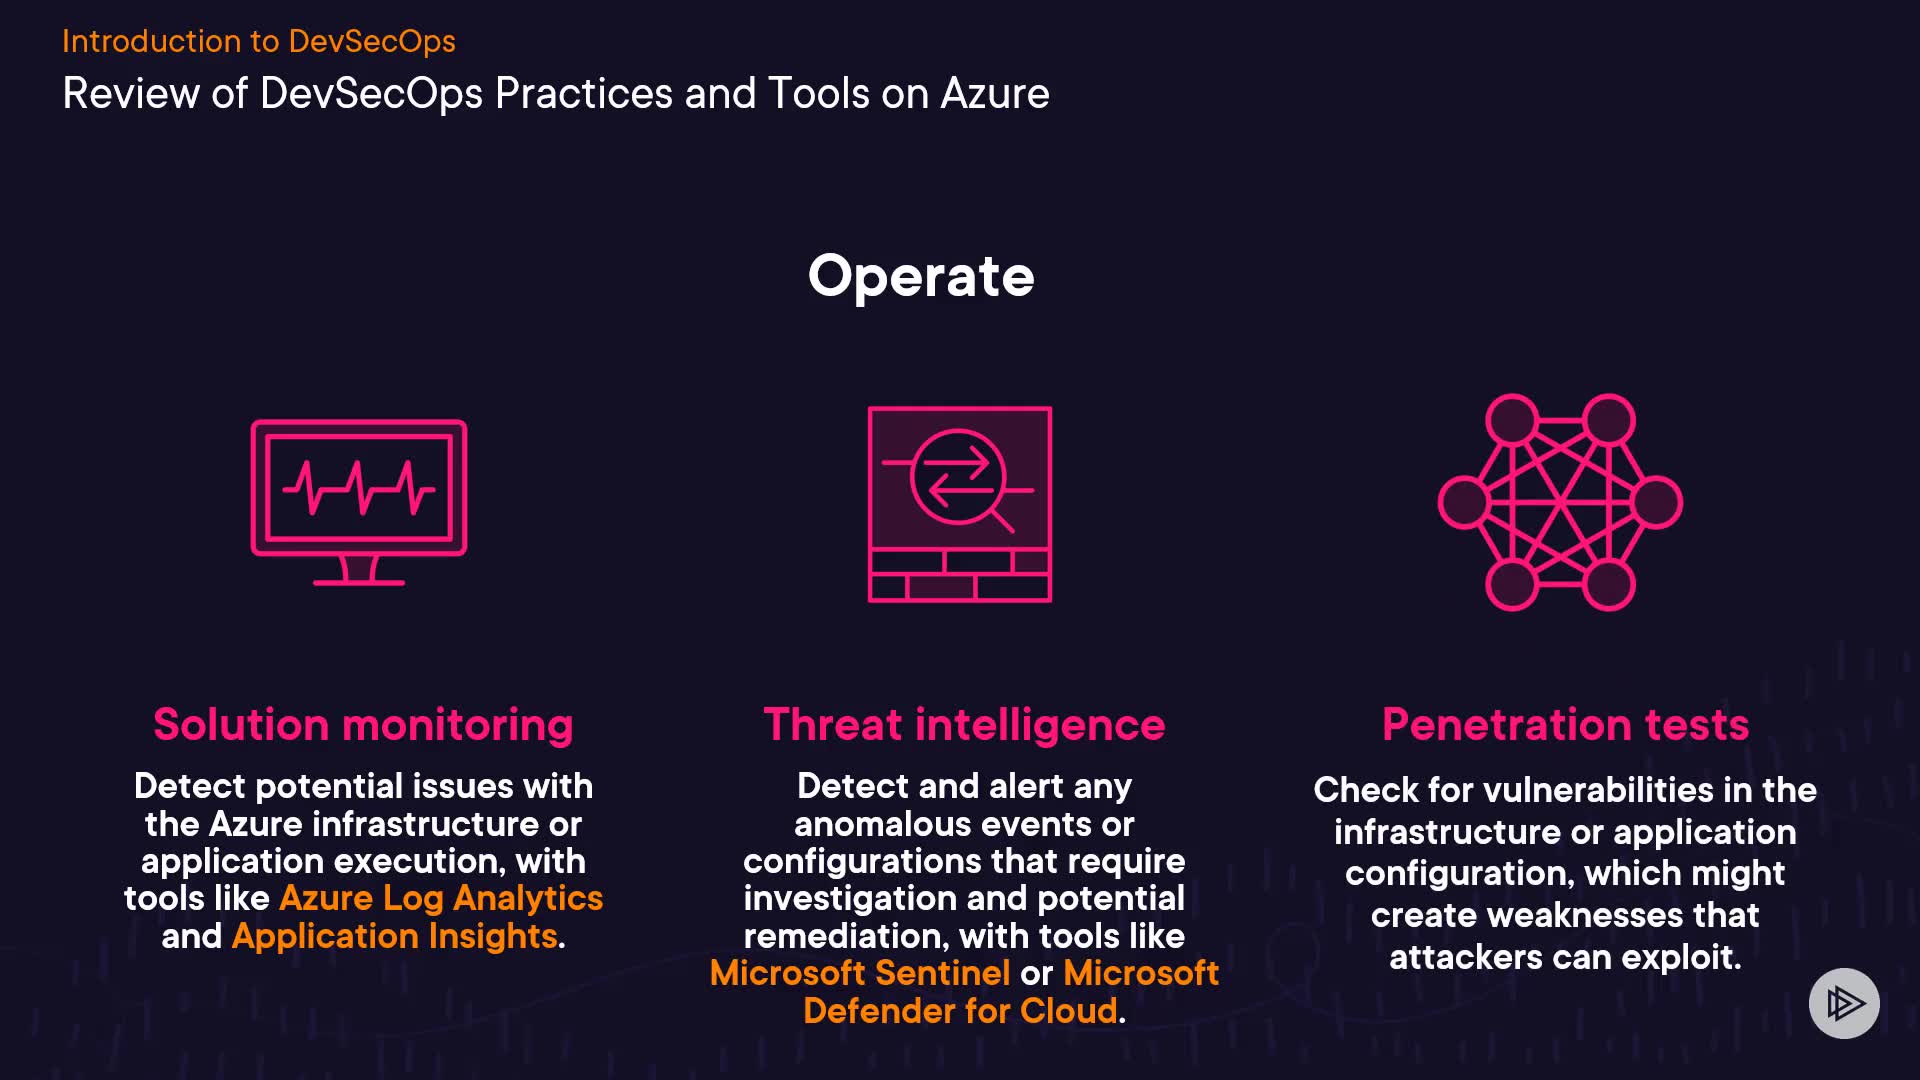 Introduction to DevSecOps
Review of DevSecOps Practices and Tools on Azure
Operate
Solution monitoring
Detect potential issues with
the Azure infrastructure or
application execution, with
tools like Azure Log Analytics
and Application Insights.
Threat intelligence
Detect and alert any
anomalous events or
configurations that require
investigation and potential
remediation, with tools like
Microsoft Sentinel or Microsoft
Defender for Cloud.
Penetration tests
Check for vulnerabilities in the
infrastructure or application
configuration, which might
create weaknesses that
attackers can exploit.